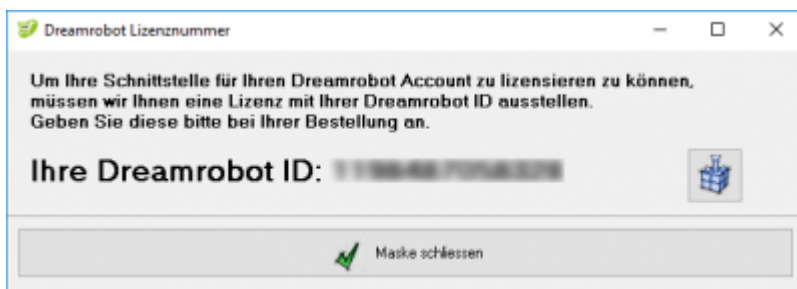 Dreamrobot Lizenznummer
Um Ihre Schnittstelle für Ihren Dreamrobot Account zu lizensieren zu können,
müssen wir Ihnen eine Lizenz mit Ihrer Dreamrobot ID ausstellen.
Geben Sie diese bitte bei Ihrer Bestellung an.
Ihre Dreamrobot ID:
Maske schliessen